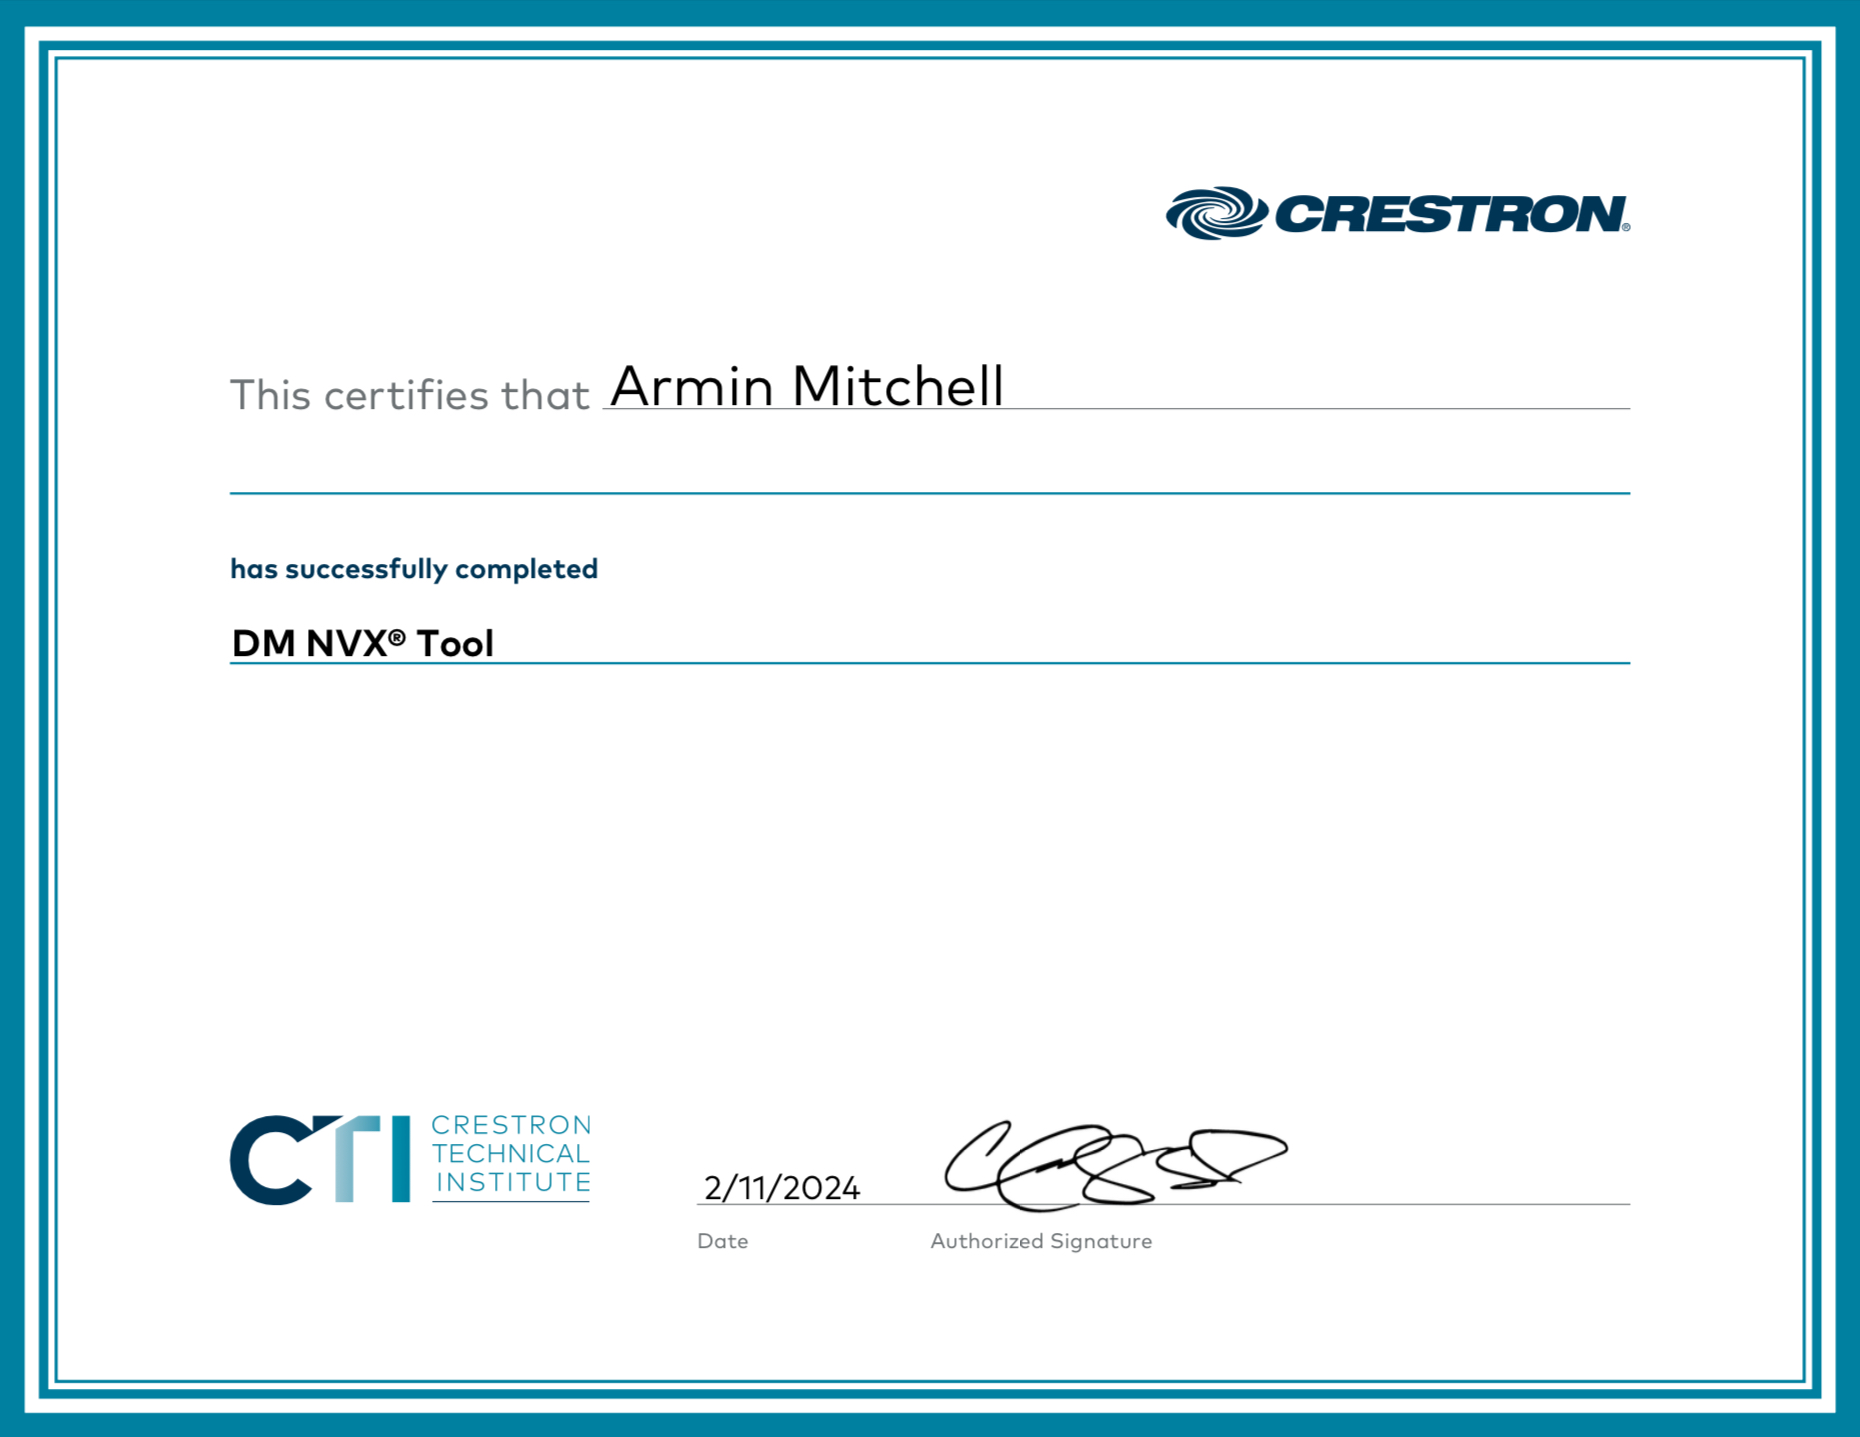 CRESTRON®
This certifies that Armin Mitchell
has successfully completed
DM NVX® Tool
CTI
CRESTRON
TECHNICAL
INSTITUTE
2/11/2024
Date
Authorized Signature